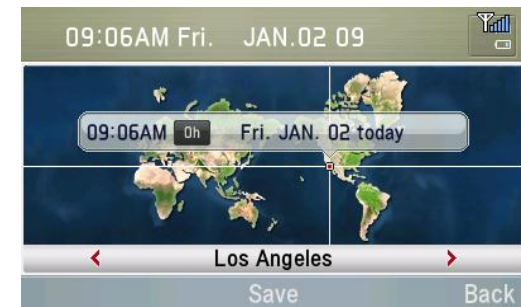 09:06AM Fri. JAN.02 09
09:06AM 0h Fri. JAN. 02 today
Los Angeles
Save Back